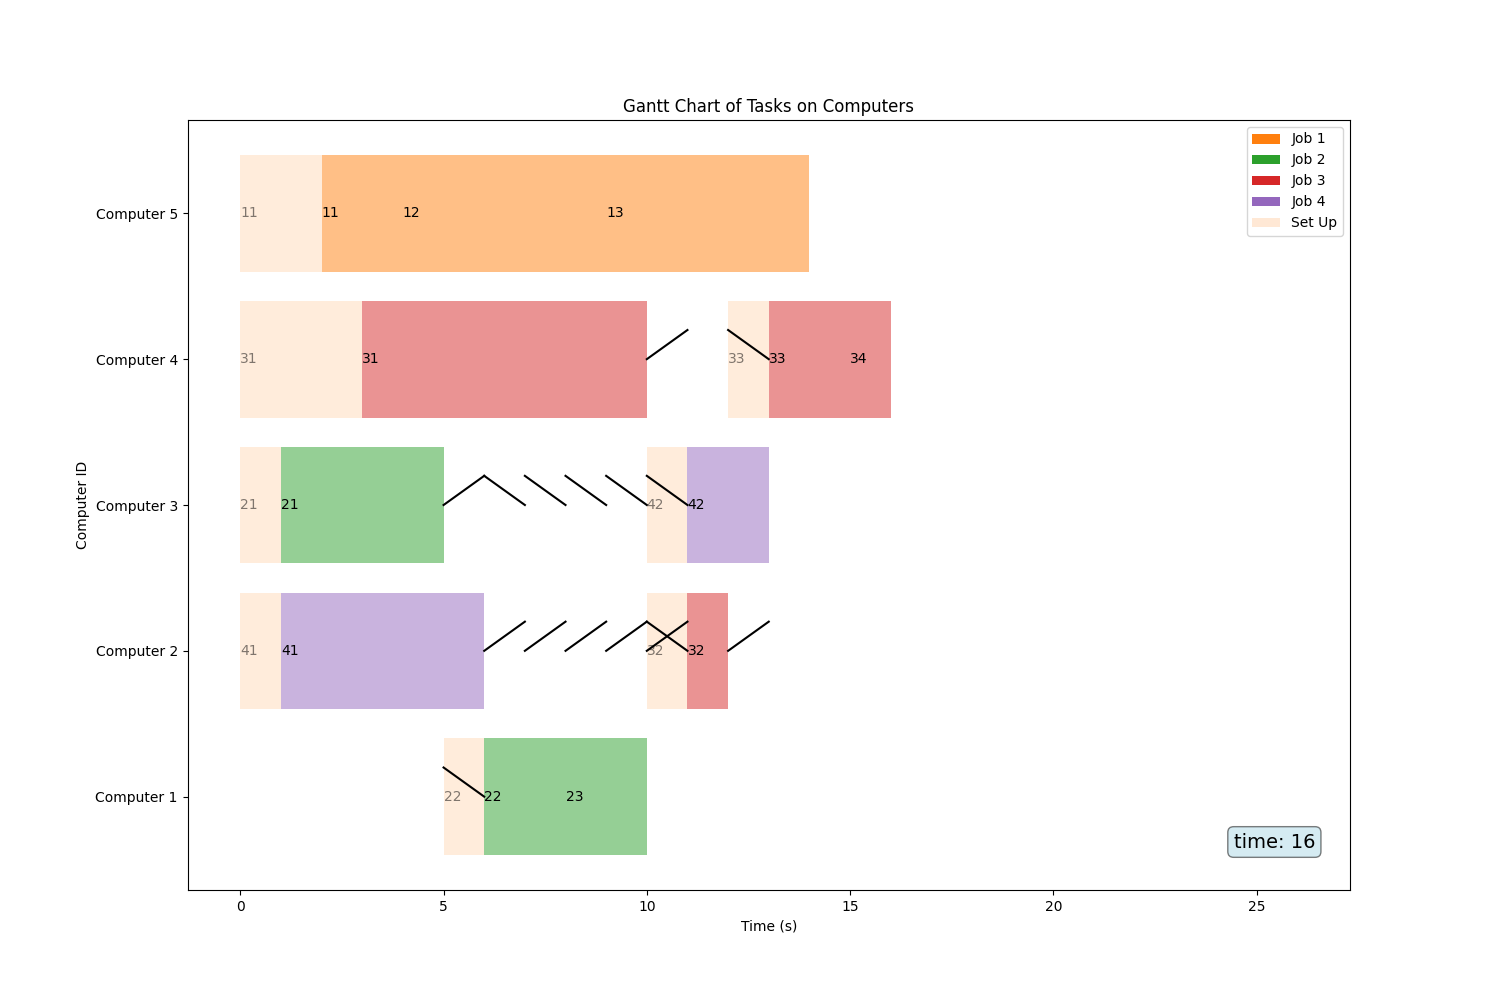 Gantt Chart of Tasks on Computers
Job 1
Job 2
Job 3
Job 4
Set Up
Computer 5
11 11 12 13
Computer 4
31 31 33 33 34
Computer 3
21 21 42 42
Computer 2
41 41 32 32
Computer 1
22 22 23
Computer ID
time: 16
0 5 10 15 20 25
Time (s)